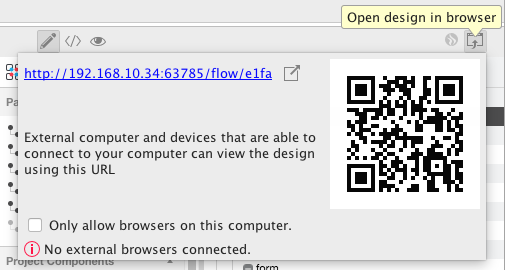 Open design in browser
</>
http://192.168.10.34:63785/flow/e1fa
Pa
External computer and devices that are able to
connect to your computer can view the design
using this URL
Only allow browsers on this computer.
No external browsers connected.
Project Components
form